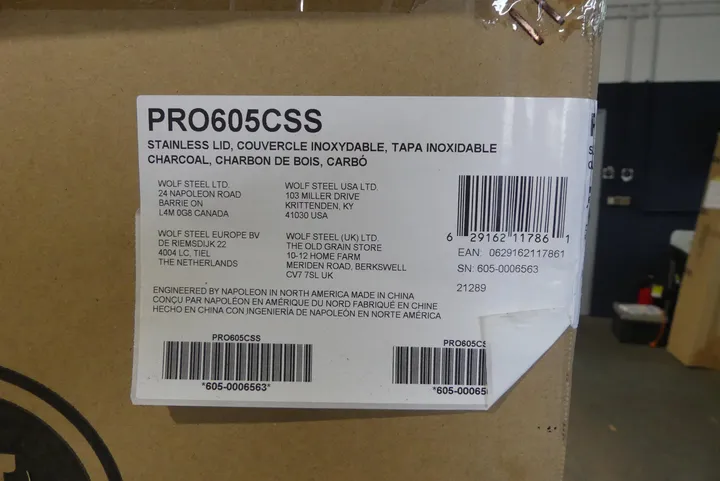 PRO605CSS
STAINLESS LID, COUVERCLE INOXYDABLE, TAPA INOXIDABLE
CHARCOAL, CHARBON DE BOIS, CARBÓ
WOLF STEEL LTD.
24 NAPOLEON ROAD
BARRIE ON
L4M 0G8 CANADA
WOLF STEEL USA LTD.
103 MILLER DRIVE
KRITTENDEN, KY
41030 USA
WOLF STEEL EUROPE BV
DE RIEMSDIJK 22
4004 LC, TIEL
THE NETHERLANDS
WOLF STEEL (UK) LTD.
THE OLD GRAIN STORE
10-12 HOME FARM
MERIDEN ROAD, BERKSWELL
CV7 7SL UK
6 29162 11786 1
EAN: 0629162117861
SN: 605-0006563
21289
ENGINEERED BY NAPOLEON IN NORTH AMERICA MADE IN CHINA
CONÇU PAR NAPOLÉON EN AMÉRIQUE DU NORD FABRIQUÉ EN CHINE
HECHO EN CHINA CON INGENIERÍA DE NAPOLEÓN EN NORTE AMÉRICA
PRO605CSS
*605-0006563*
PRO605CS
*605-00065